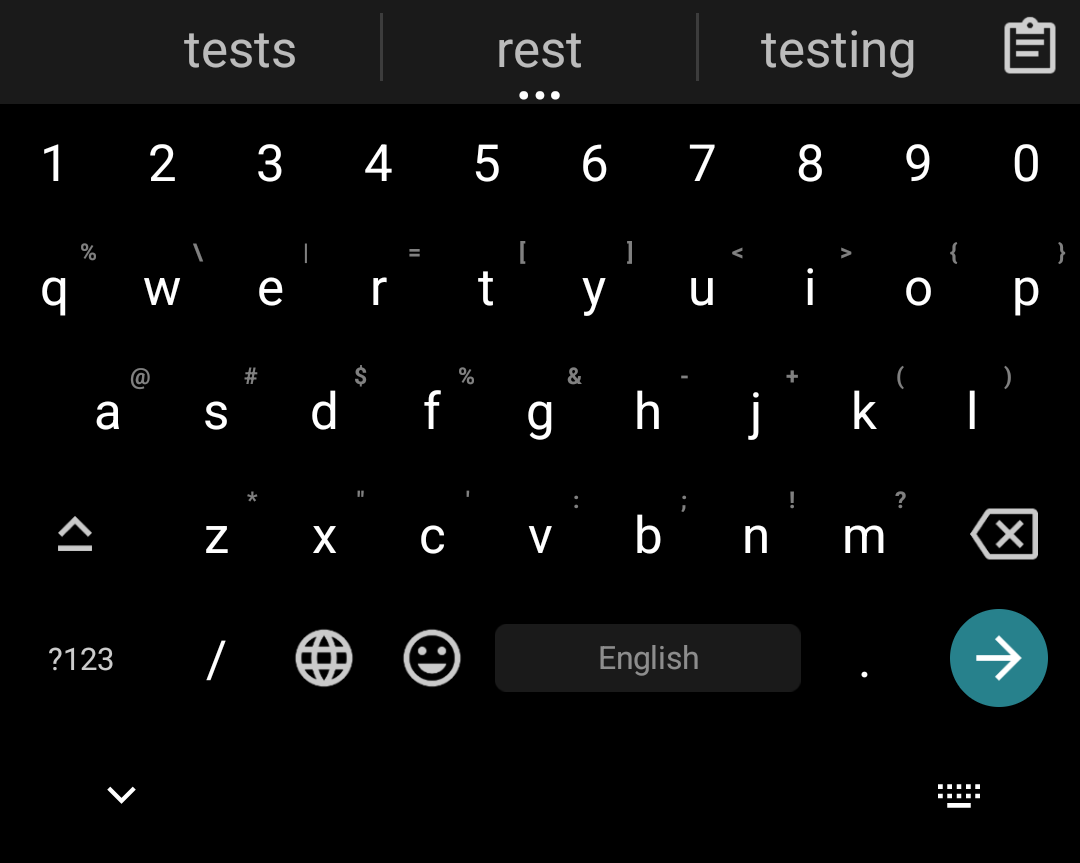 tests rest testing
1 2 3 4 5 6 7 8 9 0
% \ | = [ ] < > { }
q w e r t y u i o p
@ # $ % & - + ( )
a s d f g h j k l
* " ' : ; ! ?
z x c v b n m
?123 / English .